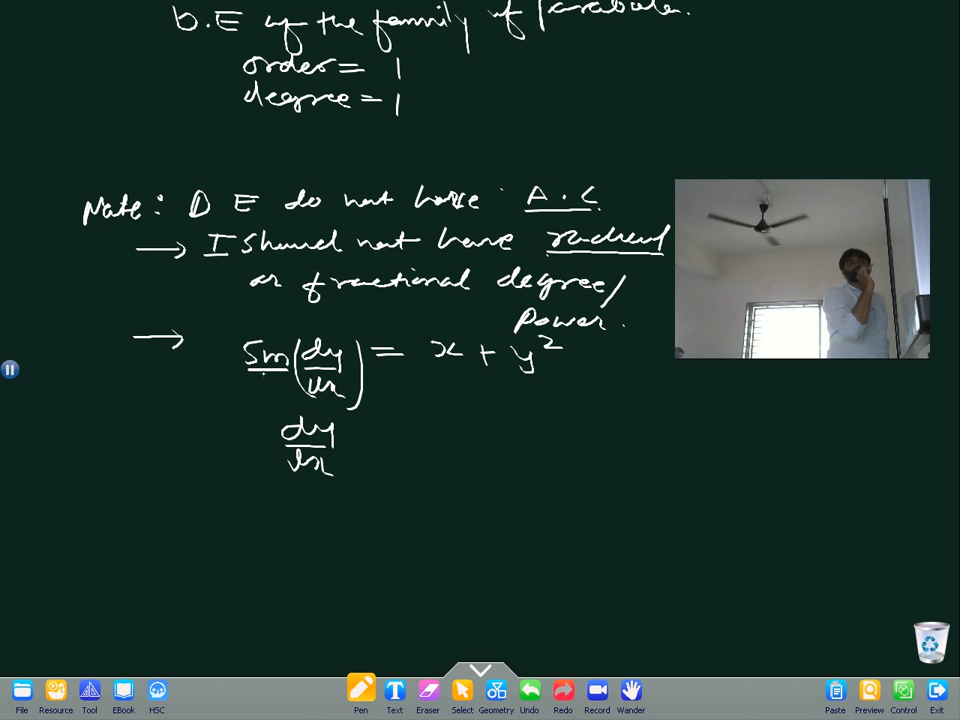 D.E of the family of Parabola.
order = 1
degree = 1
Note: D E do not have A.C.
→ I should not have radical
or fractional degree/
Power.
→ Sin(dy/dx) = x + y²
dy/dx
File Resource Tool EBook HSC Pen Text Eraser Select Geometry Undo Redo Record Wander Paste Preview Control Exit